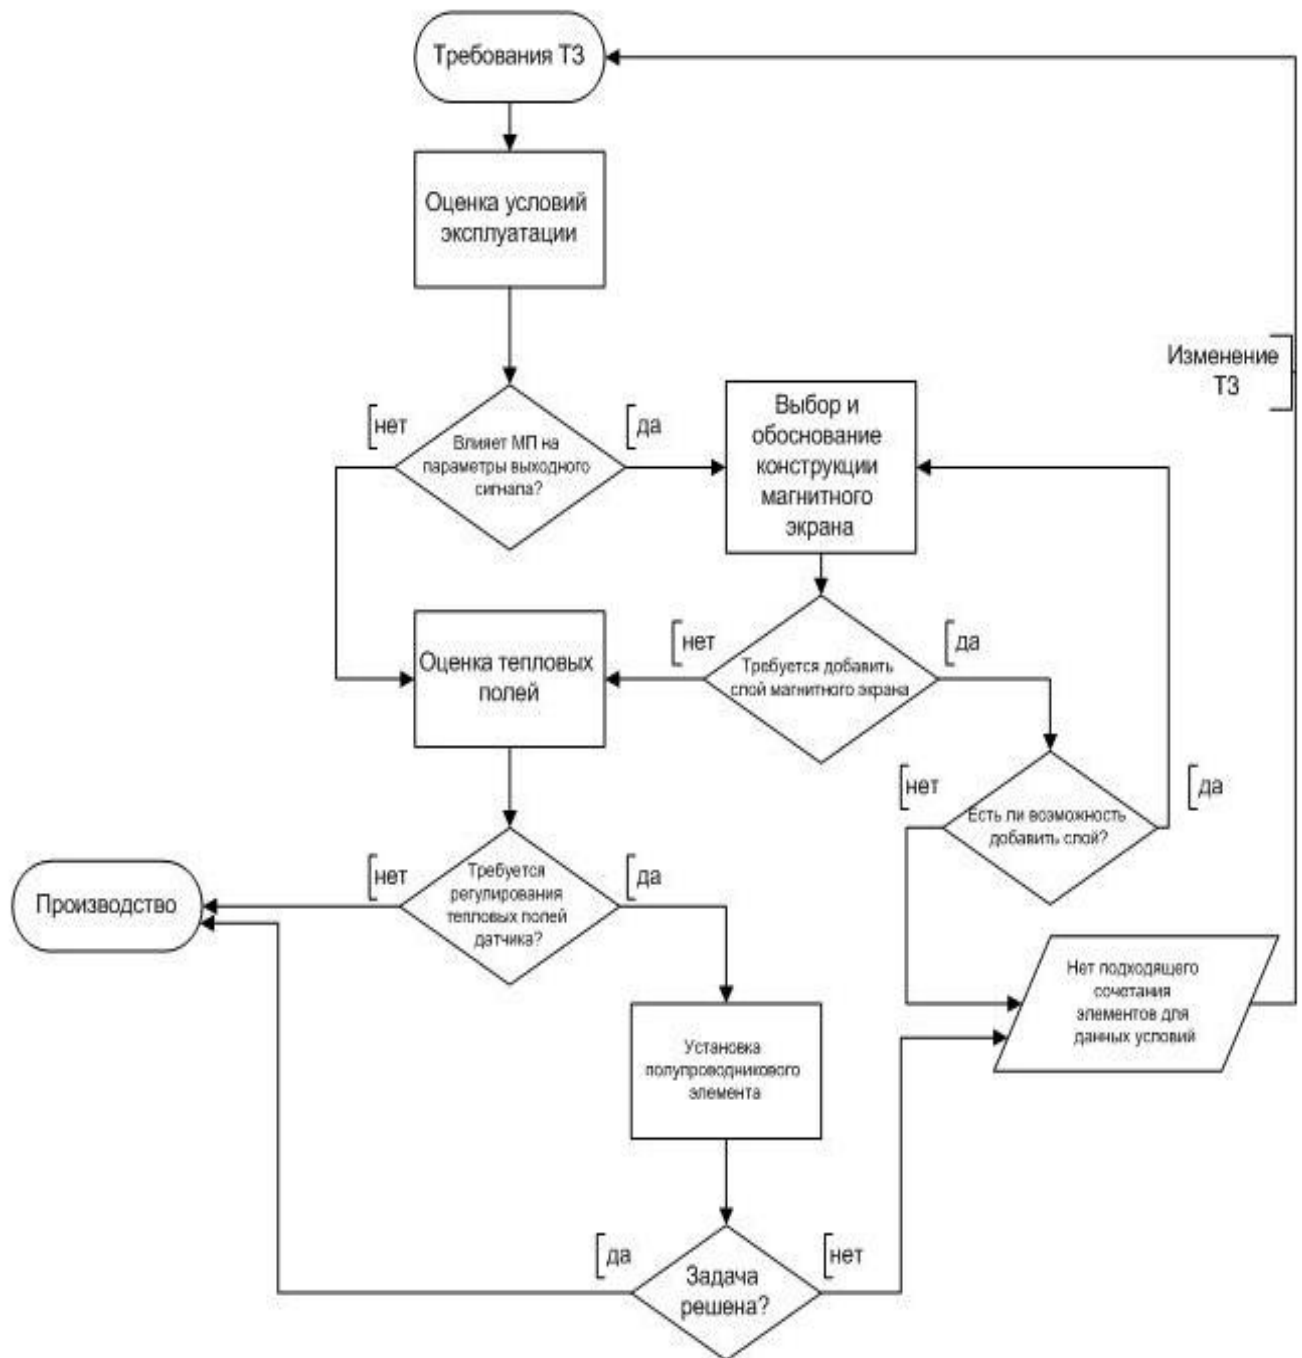 Требования ТЗ
Оценка условий
эксплуатации
Изменение
ТЗ
[нет
[да
Влияет МП на
параметры выходного
сигнала?
Выбор и
обоснование
конструкции
магнитного
экрана
Оценка тепловых
полей
[нет
[да
Требуется добавить
слой магнитного экрана
[нет
[да
Есть ли возможность
добавить слой?
Производство
[нет
[да
Требуется
регулирования
тепловых полей
датчика?
Нет подходящего
сочетания
элементов для
данных условий
Установка
полупроводникового
элемента
[да
[нет
Задача
решена?